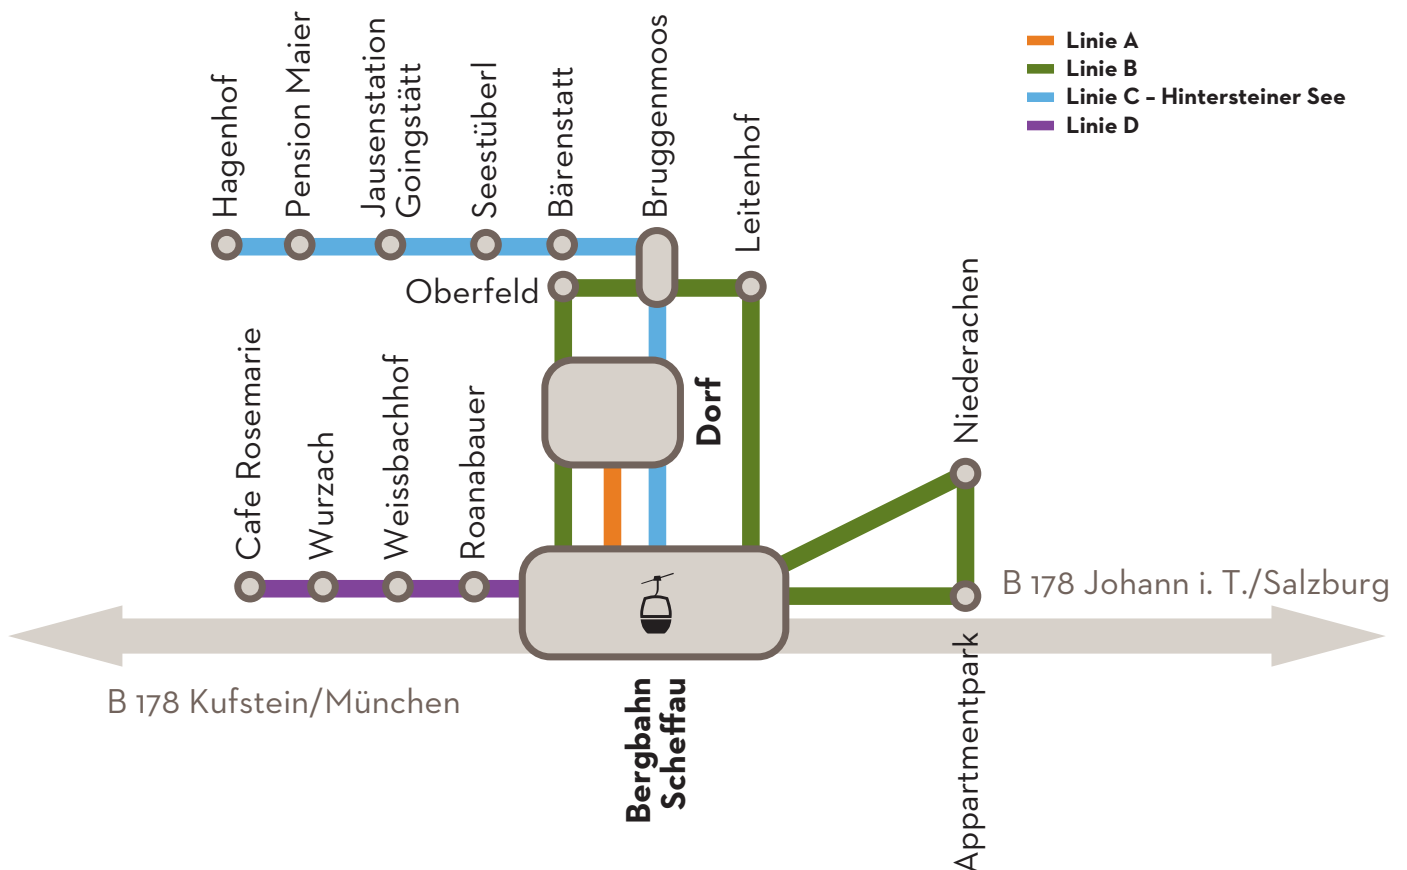 Linie A
Linie B
Linie C – Hintersteiner See
Linie D
Hagenhof
Pension Maier
Jausenstation
Goingstätt
Seestüberl
Bärenstatt
Bruggenmoos
Leitenhof
Oberfeld
Niederachen
Dorf
Cafe Rosemarie
Wurzach
Weissbachhof
Roanabauer
B 178 Johann i. T./Salzburg
B 178 Kufstein/München
Bergbahn
Scheffau
Appartmentpark